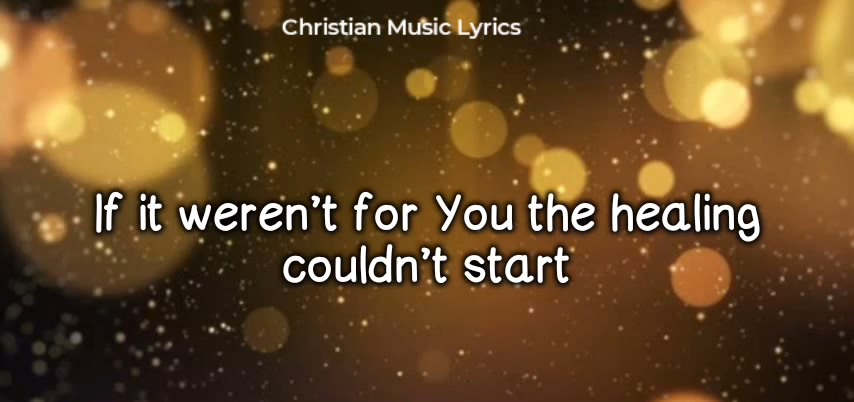 Christian Music Lyrics
If it weren't for You the healing
couldn't start